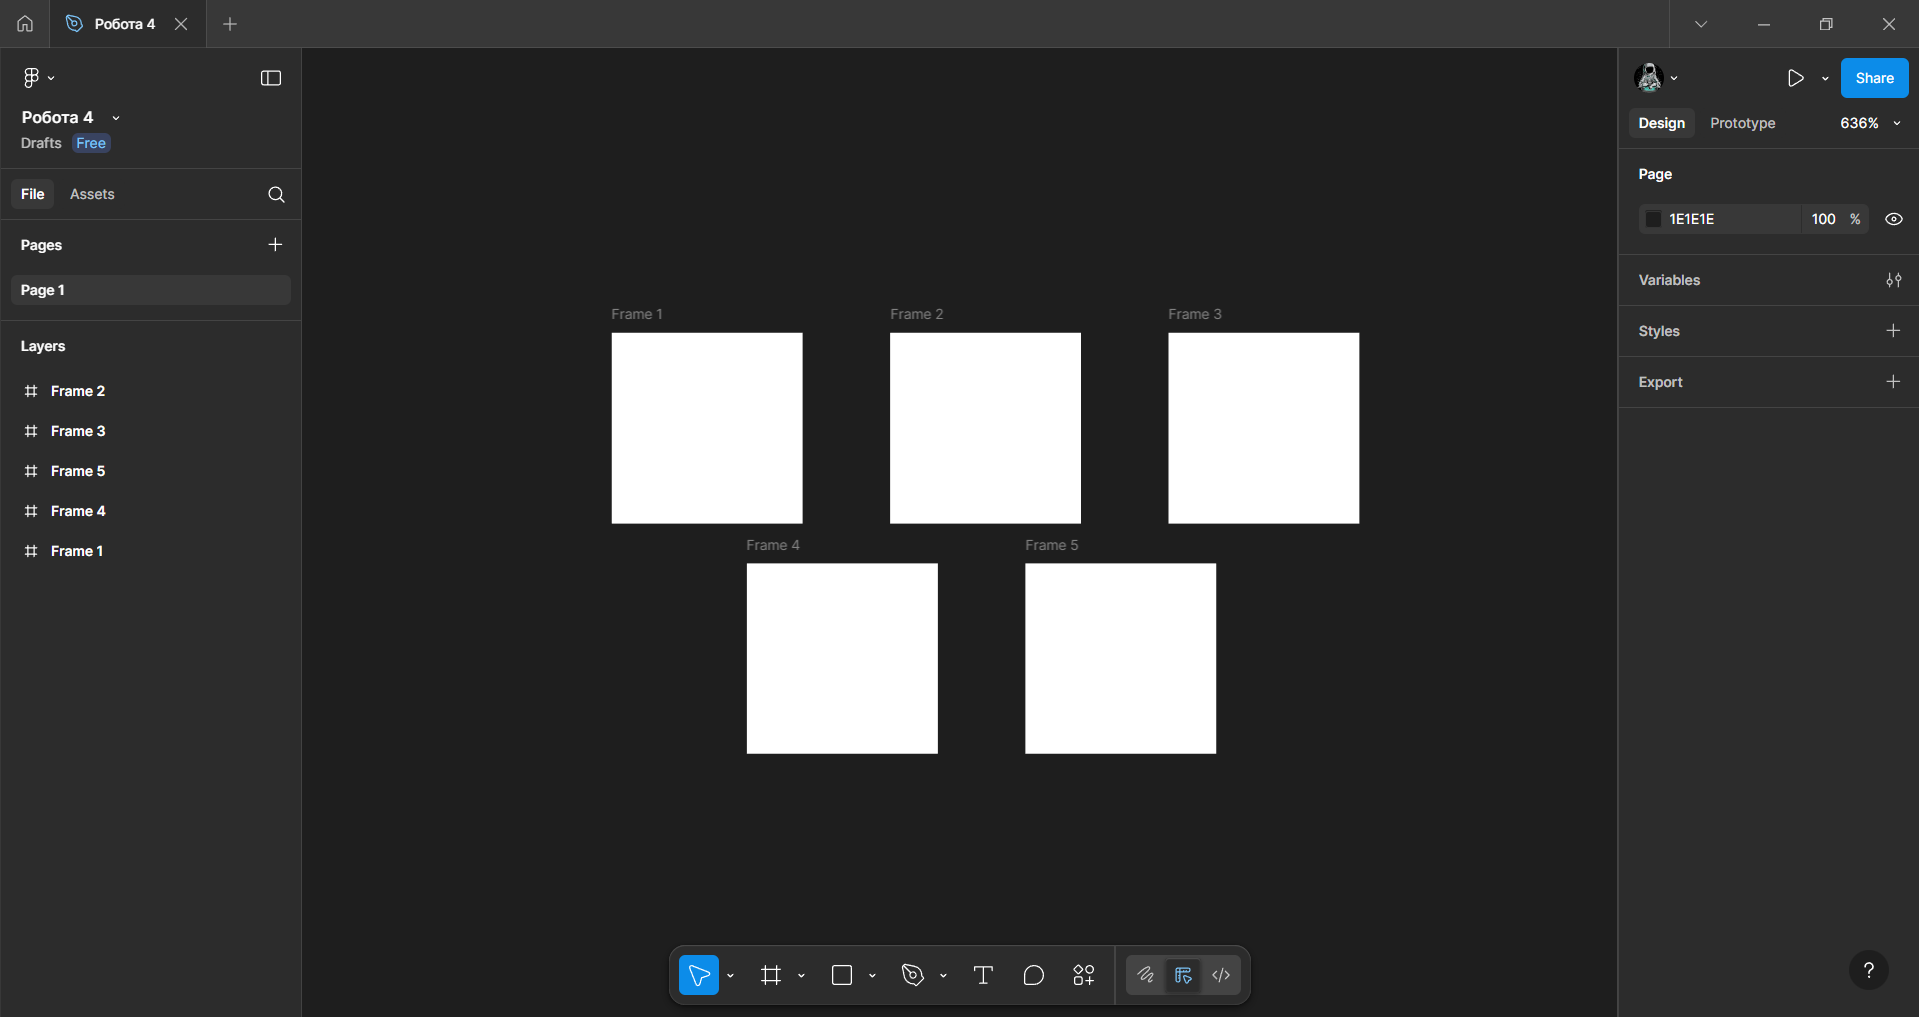 Робота 4
Робота 4
Drafts Free
File Assets
Pages
Page 1
Layers
Frame 2
Frame 3
Frame 5
Frame 4
Frame 1
Frame 1
Frame 2
Frame 3
Frame 4
Frame 5
Share
Design Prototype 636%
Page
1E1E1E 100 %
Variables
Styles
Export
?